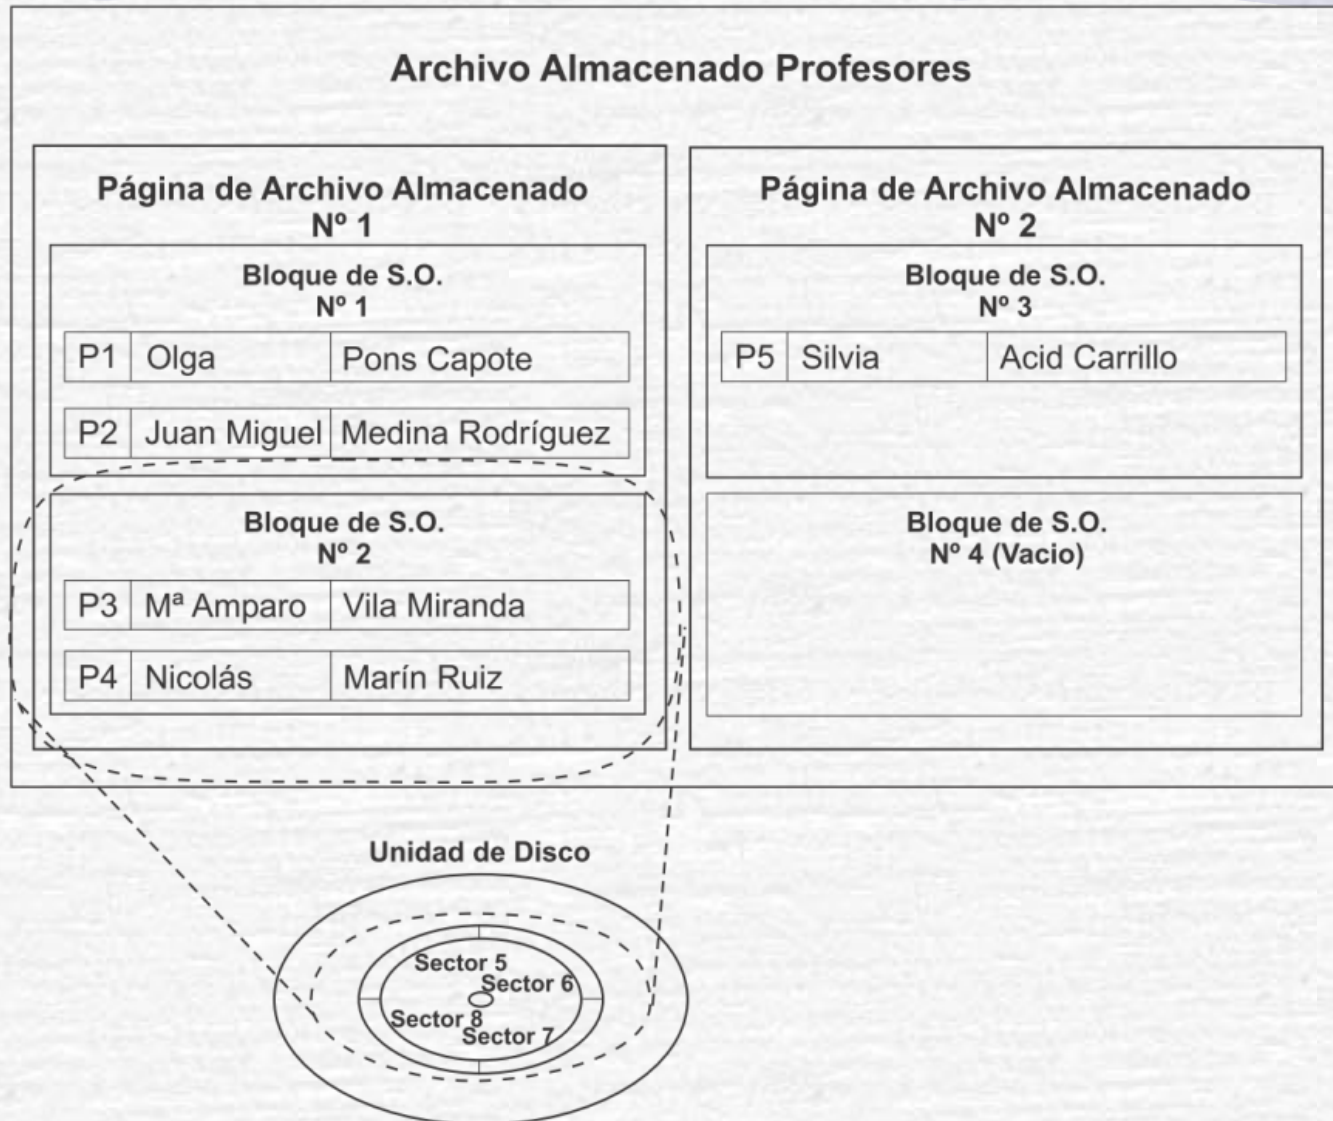 Archivo Almacenado Profesores
Página de Archivo Almacenado
Nº 1
Bloque de S.O.
Nº 1
P1 Olga Pons Capote
P2 Juan Miguel Medina Rodríguez
Bloque de S.O.
Nº 2
P3 Mª Amparo Vila Miranda
P4 Nicolás Marín Ruiz
Página de Archivo Almacenado
Nº 2
Bloque de S.O.
Nº 3
P5 Silvia Acid Carrillo
Bloque de S.O.
Nº 4 (Vacio)
Unidad de Disco
Sector 5
Sector 6
Sector 8
Sector 7